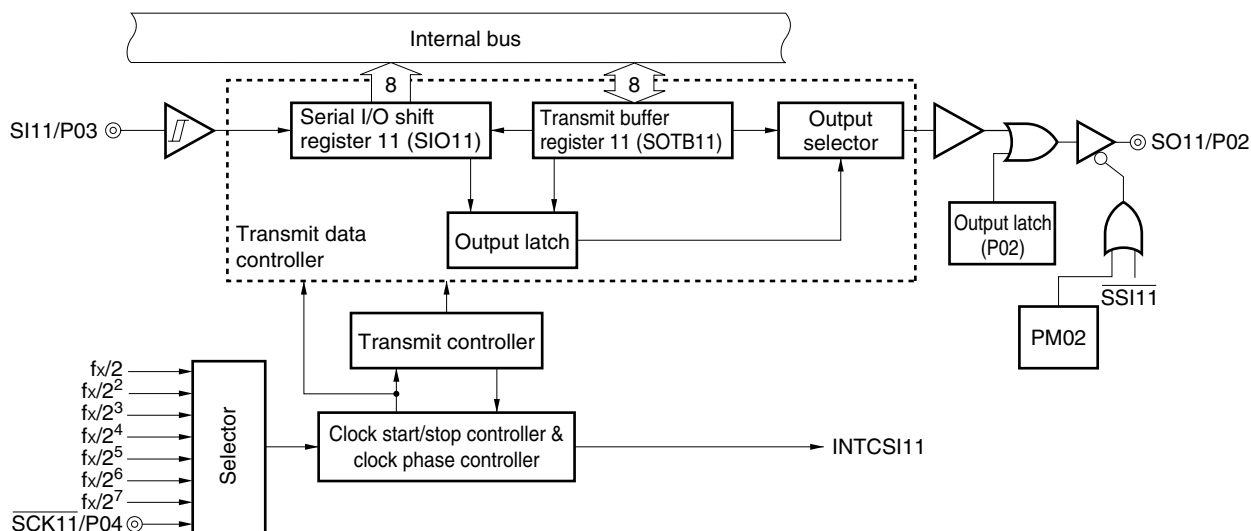 Internal bus
8
8
SI11/P03
Serial I/O shift
register 11 (SIO11)
Transmit buffer
register 11 (SOTB11)
Output
selector
SO11/P02
Transmit data
controller
Output latch
Output latch
(P02)
SSI11
PM02
Transmit controller
fx/2
fx/2²
fx/2³
fx/2⁴
fx/2⁵
fx/2⁶
fx/2⁷
SCK11/P04
Selector
Clock start/stop controller &
clock phase controller
INTCSI11